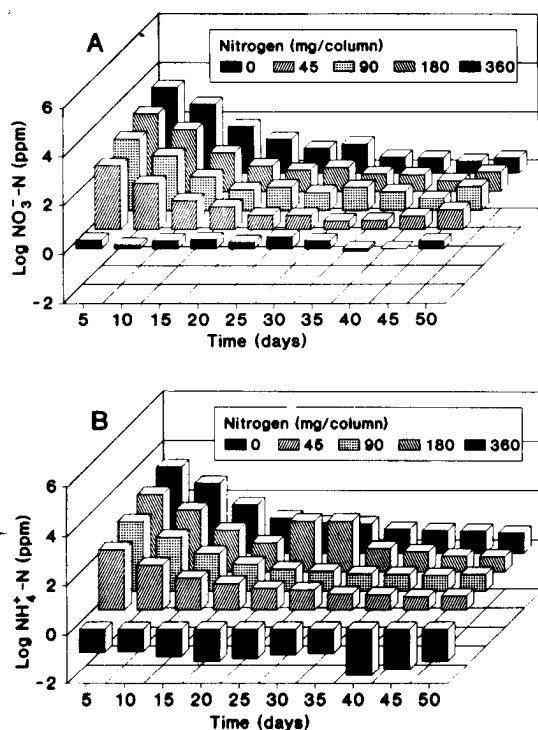 A
Nitrogen (mg/column)
0 45 90 180 360
Log NO₃⁻-N (ppm)
6
4
2
0
-2
5 10 15 20 25 30 35 40 45 50
Time (days)
B
Nitrogen (mg/column)
0 45 90 180 360
Log NH₄⁺-N (ppm)
6
4
2
0
-2
5 10 15 20 25 30 35 40 45 50
Time (days)